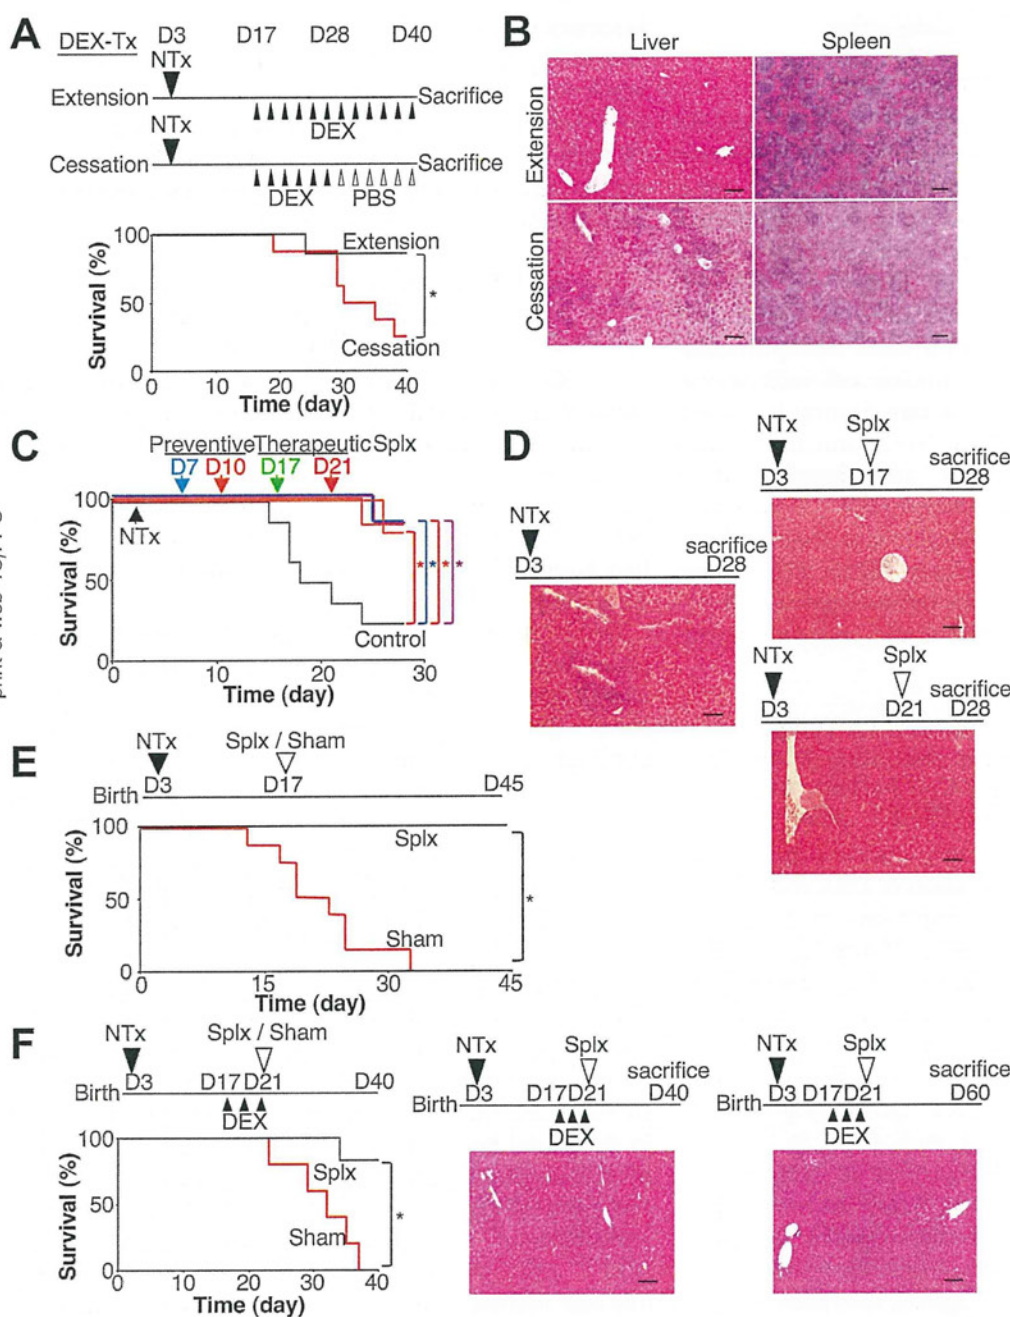 A
DEX-Tx D3 D17 D28 D40
NTx
Extension Sacrifice
DEX
NTx
Cessation Sacrifice
DEX PBS
Survival (%)
100
50
0
Extension
*
Cessation
0 10 20 30 40
Time (day)
B
Liver Spleen
Extension
Cessation
C
Preventive Therapeutic Splx
D7 D10 D17 D21
Survival (%)
100
50
0
NTx
* * * *
Control
0 10 20 30
Time (day)
D
NTx
D3 sacrifice
D28
NTx Splx
sacrifice
D3 D17 D28
NTx Splx
sacrifice
D3 D21 D28
E
NTx Splx / Sham
D3 D17 D45
Birth
Survival (%)
100
50
0
Splx
*
Sham
0 15 30 45
Time (day)
F
NTx Splx / Sham
D3 D17 D21 D40
Birth
DEX
Survival (%)
100
50
0
Splx
*
Sham
0 10 20 30 40
Time (day)
NTx Splx
sacrifice
D3 D17 D21 D40
Birth
DEX
NTx Splx
sacrifice
D3 D17 D21 D60
Birth
DEX